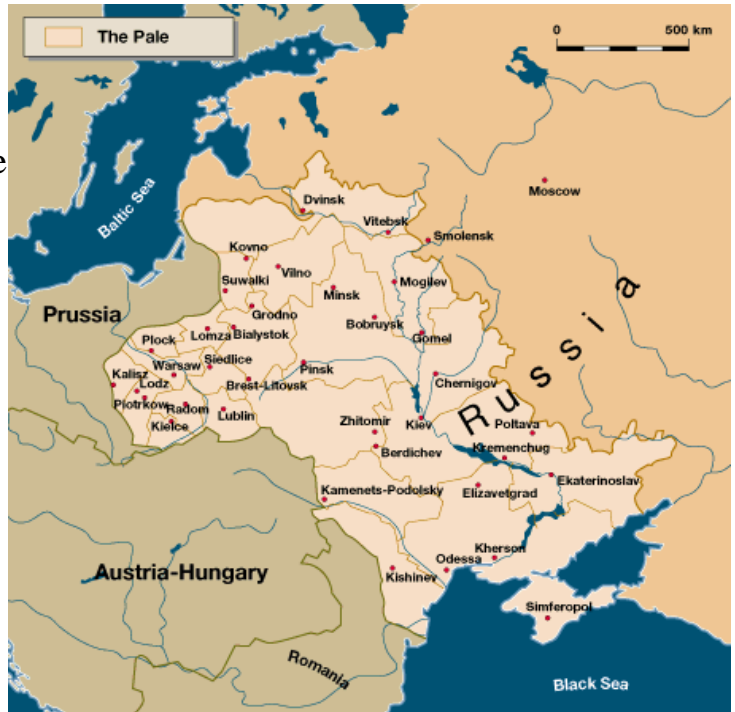 The Pale
0 500 km
e
Baltic Sea
Moscow
Dvinsk
Vitebsk
Smolensk
Kovno
Vilno
Suwalki
Minsk
Mogilev
Prussia
Grodno
Bobruysk
Lomza
Bialystok
Gomel
Plock
Siedlice
Warsaw
Pinsk
Kalisz
Lodz
Brest-Litovsk
Chernigov
Piotrkow
Radom
Lublin
Kielce
Russia
Zhitomir
Kiev
Poltava
Berdichev
Kremenchug
Ekaterinoslav
Kamenets-Podolsky
Elizavetgrad
Austria-Hungary
Kishinev
Odessa
Kherson
Simferopol
Romania
Black Sea